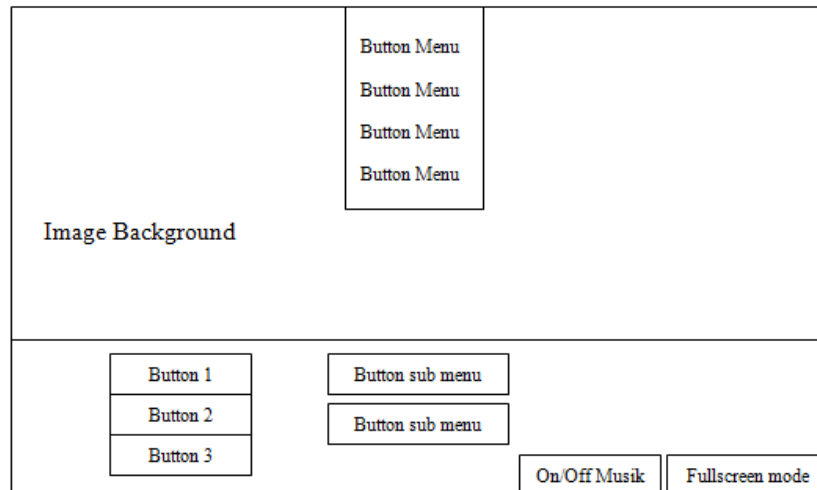 Button Menu
Button Menu
Button Menu
Button Menu
Image Background
Button 1
Button 2
Button 3
Button sub menu
Button sub menu
On/Off Musik
Fullscreen mode